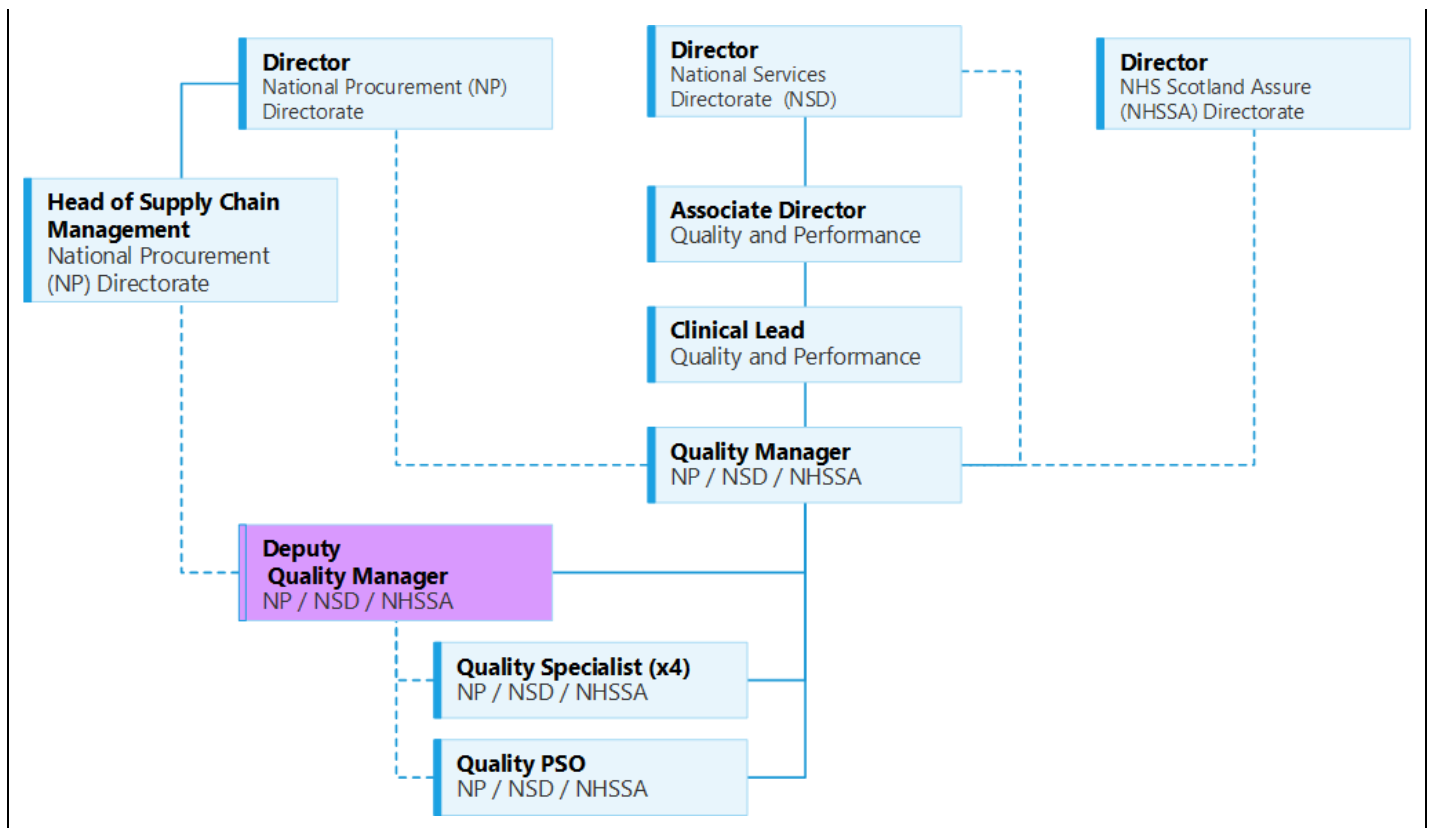 Director
National Procurement (NP)
Directorate
Director
National Services
Directorate (NSD)
Director
NHS Scotland Assure
(NHSSA) Directorate
Head of Supply Chain
Management
National Procurement
(NP) Directorate
Associate Director
Quality and Performance
Clinical Lead
Quality and Performance
Quality Manager
NP / NSD / NHSSA
Deputy
Quality Manager
NP / NSD / NHSSA
Quality Specialist (x4)
NP / NSD / NHSSA
Quality PSO
NP / NSD / NHSSA